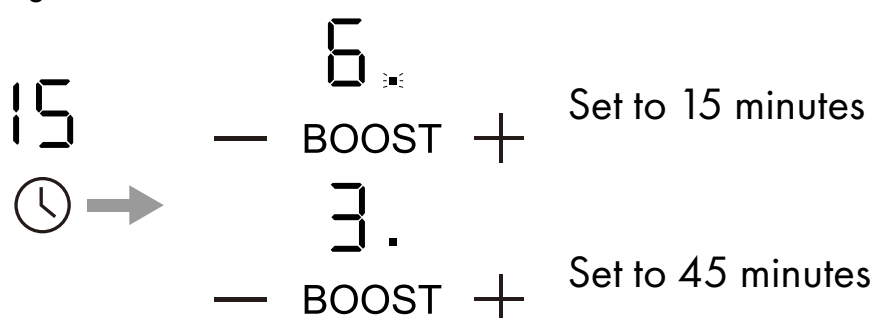 6.
15
Set to 15 minutes
— BOOST +
3.
Set to 45 minutes
— BOOST +